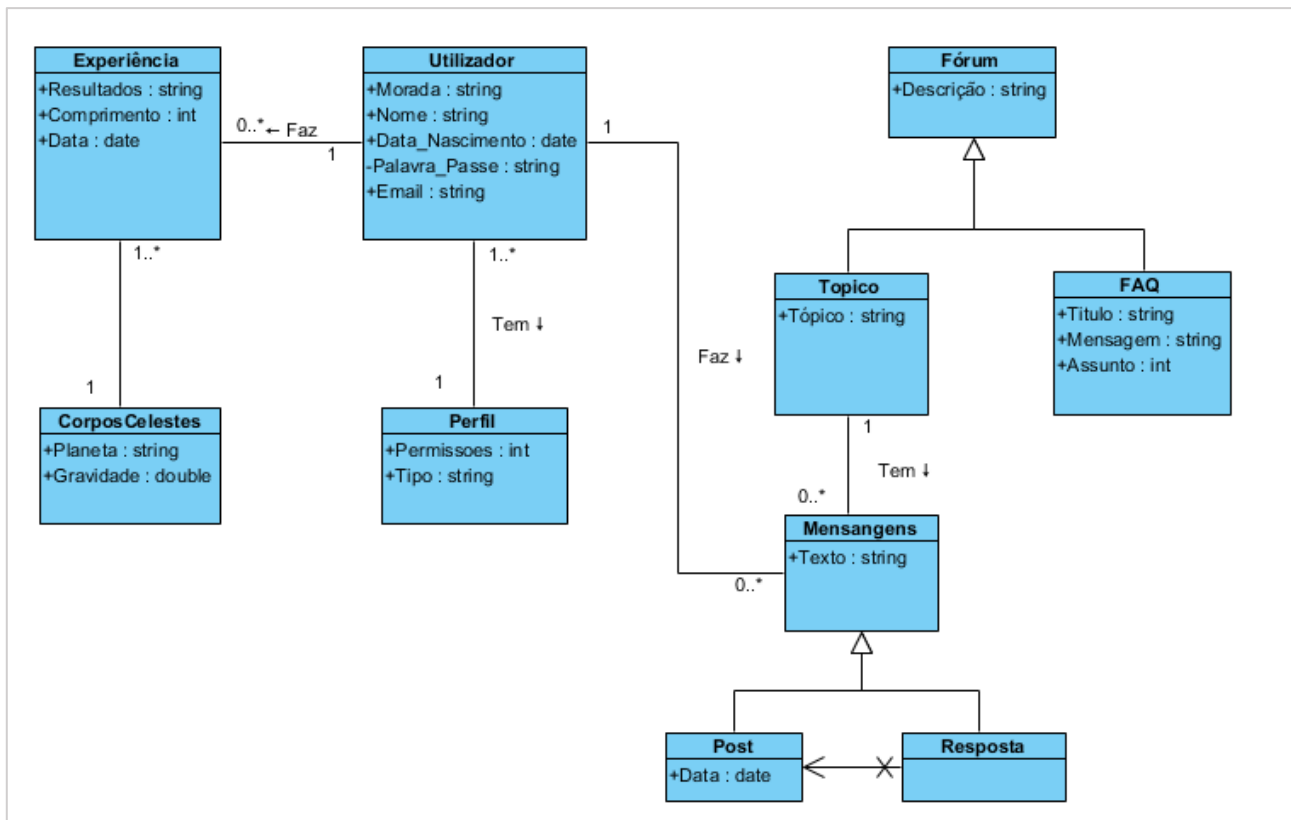 Experiência
+Resultados : string
+Comprimento : int
+Data : date
Utilizador
+Morada : string
+Nome : string
+Data_Nascimento : date
-Palavra_Passe : string
+Email : string
Fórum
+Descrição : string
0..* ← Faz
1
1
1..*
1
1..*
Tem ↓
1
Faz ↓
Topico
+Tópico : string
FAQ
+Titulo : string
+Mensagem : string
+Assunto : int
CorposCelestes
+Planeta : string
+Gravidade : double
Perfil
+Permissoes : int
+Tipo : string
1
Tem ↓
0..*
Mensangens
+Texto : string
0..*
Post
+Data : date
Resposta